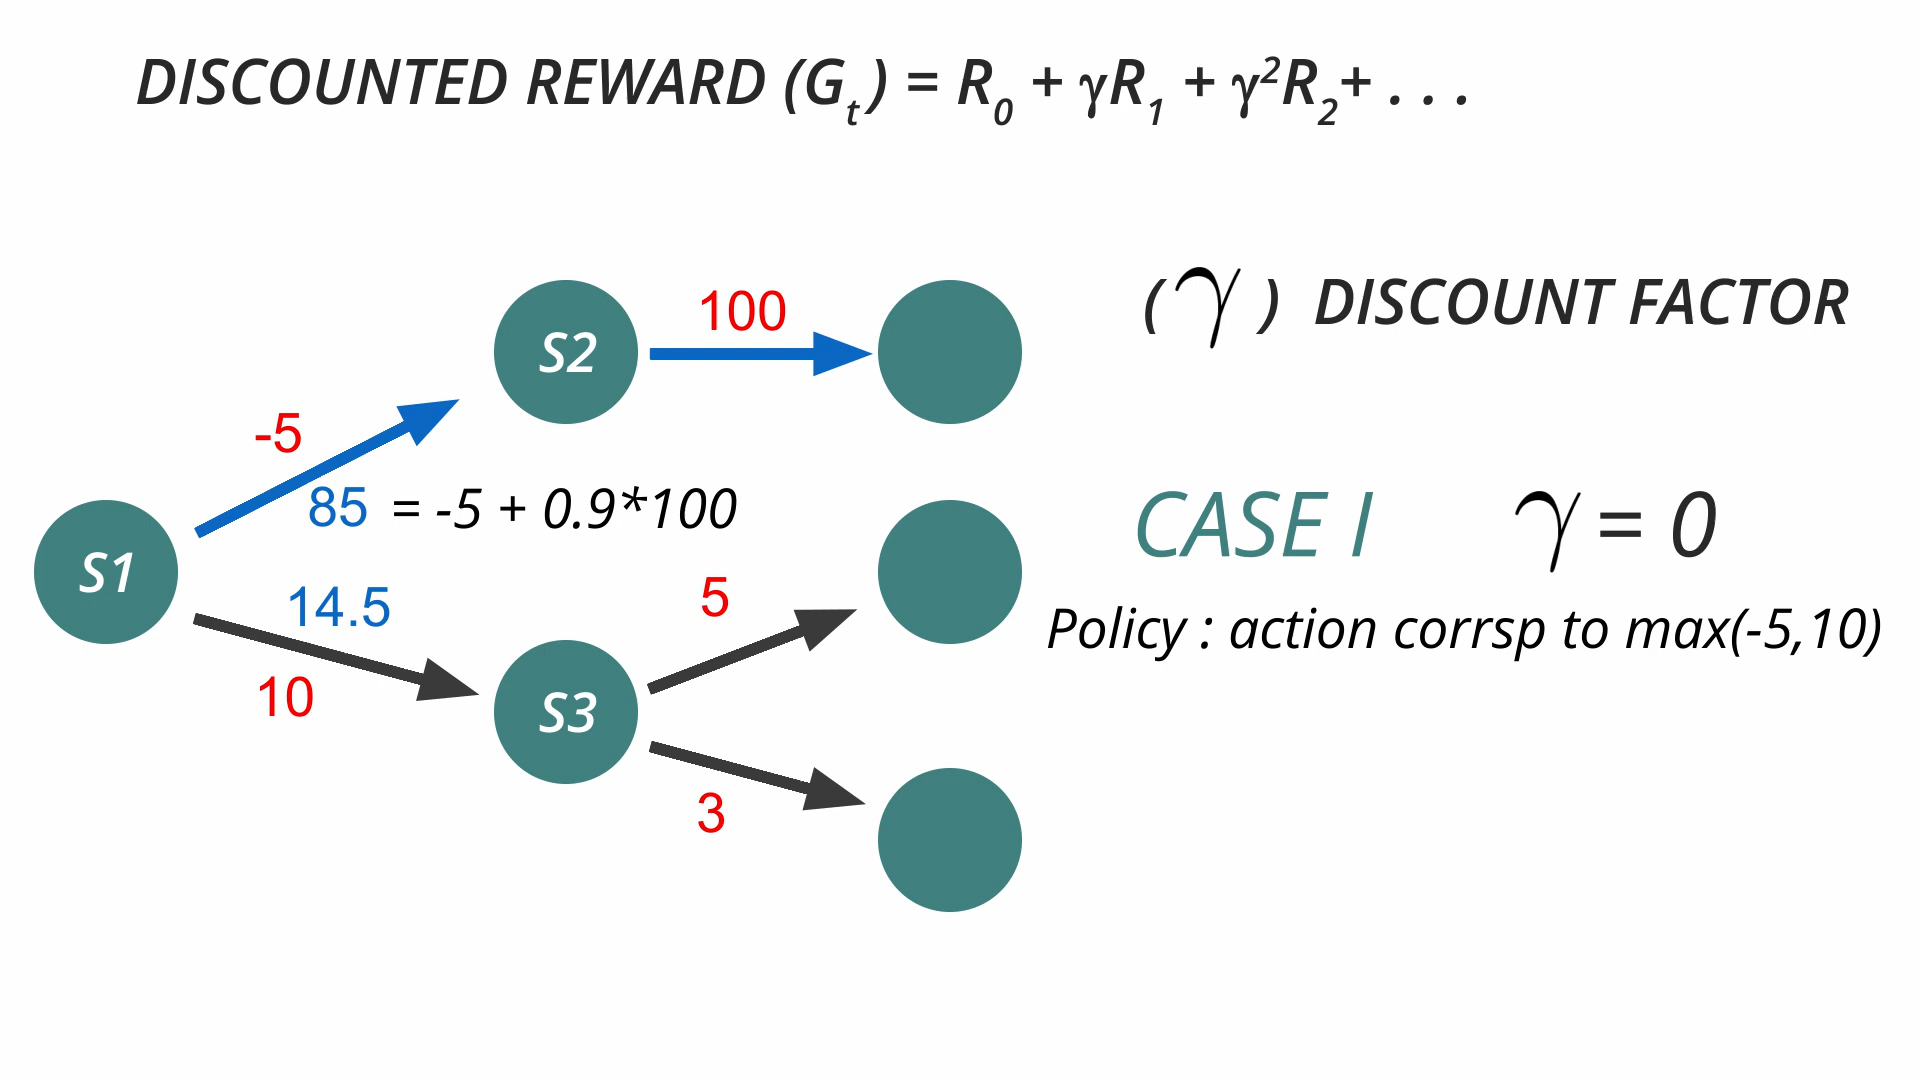 DISCOUNTED REWARD (Gt) = R0 + γR1 + γ²R2+ . . .
(γ) DISCOUNT FACTOR
100
S2
-5
85 = -5 + 0.9*100
CASE I γ = 0
S1
14.5
5
Policy : action corrsp to max(-5,10)
10
S3
3